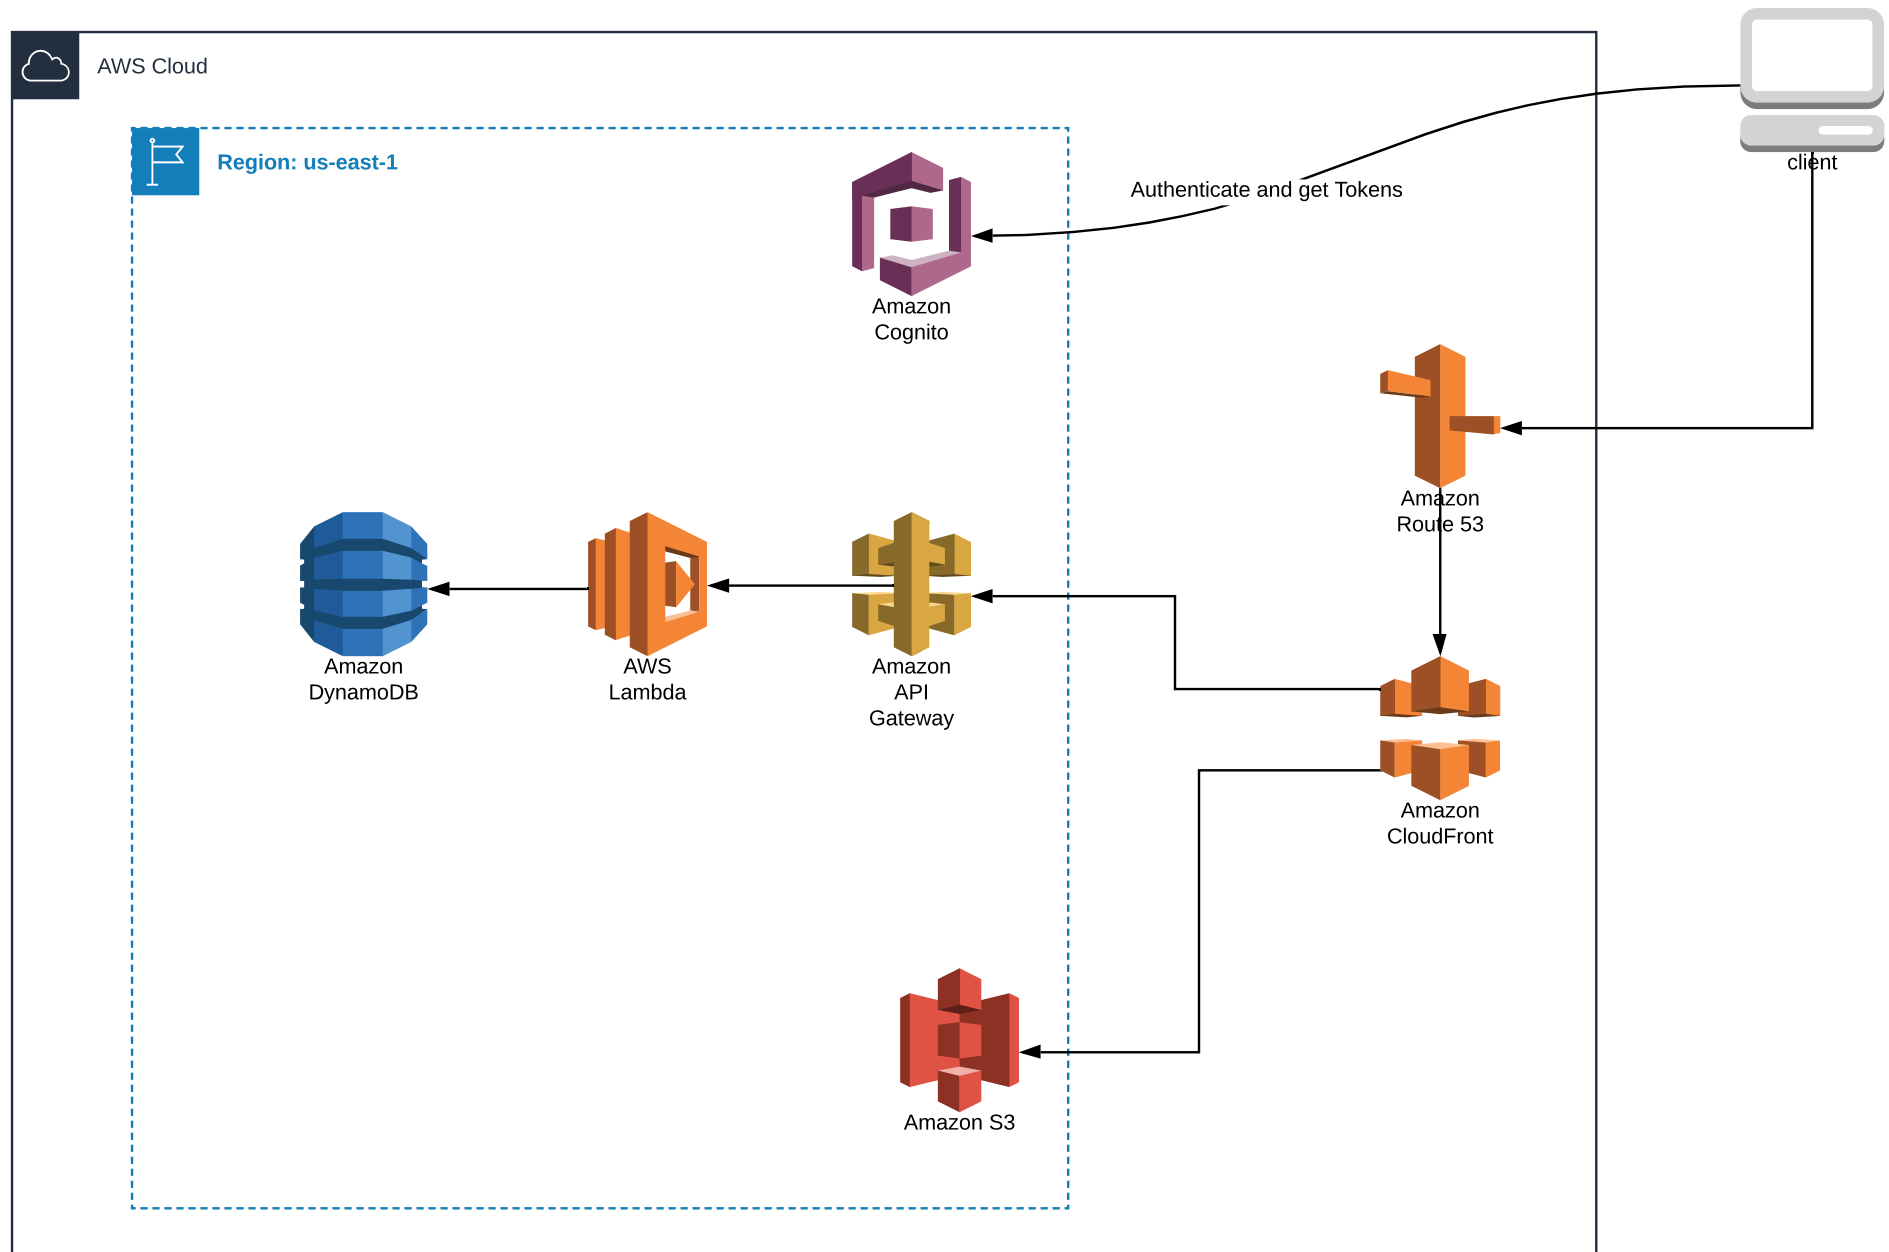 AWS Cloud
client
Region: us-east-1
Authenticate and get Tokens
Amazon
Cognito
Amazon
Route 53
Amazon
DynamoDB
AWS
Lambda
Amazon
API
Gateway
Amazon
CloudFront
Amazon S3